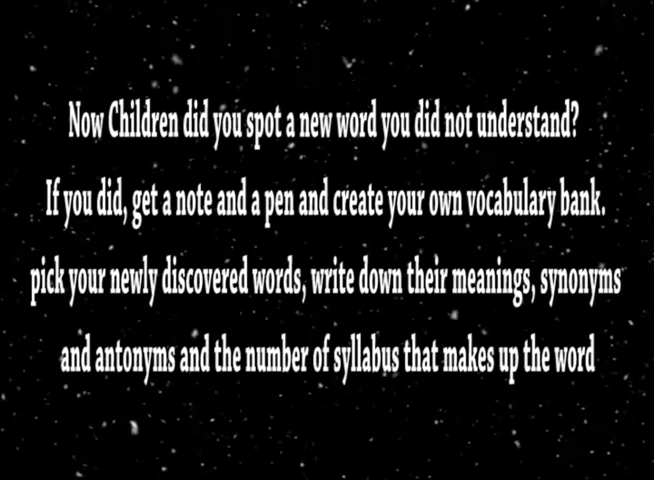 Now Children did you spot a new word you did not understand?
If you did, get a note and a pen and create your own vocabulary bank.
pick your newly discovered words, write down their meanings, synonyms
and antonyms and the number of syllabus that makes up the word